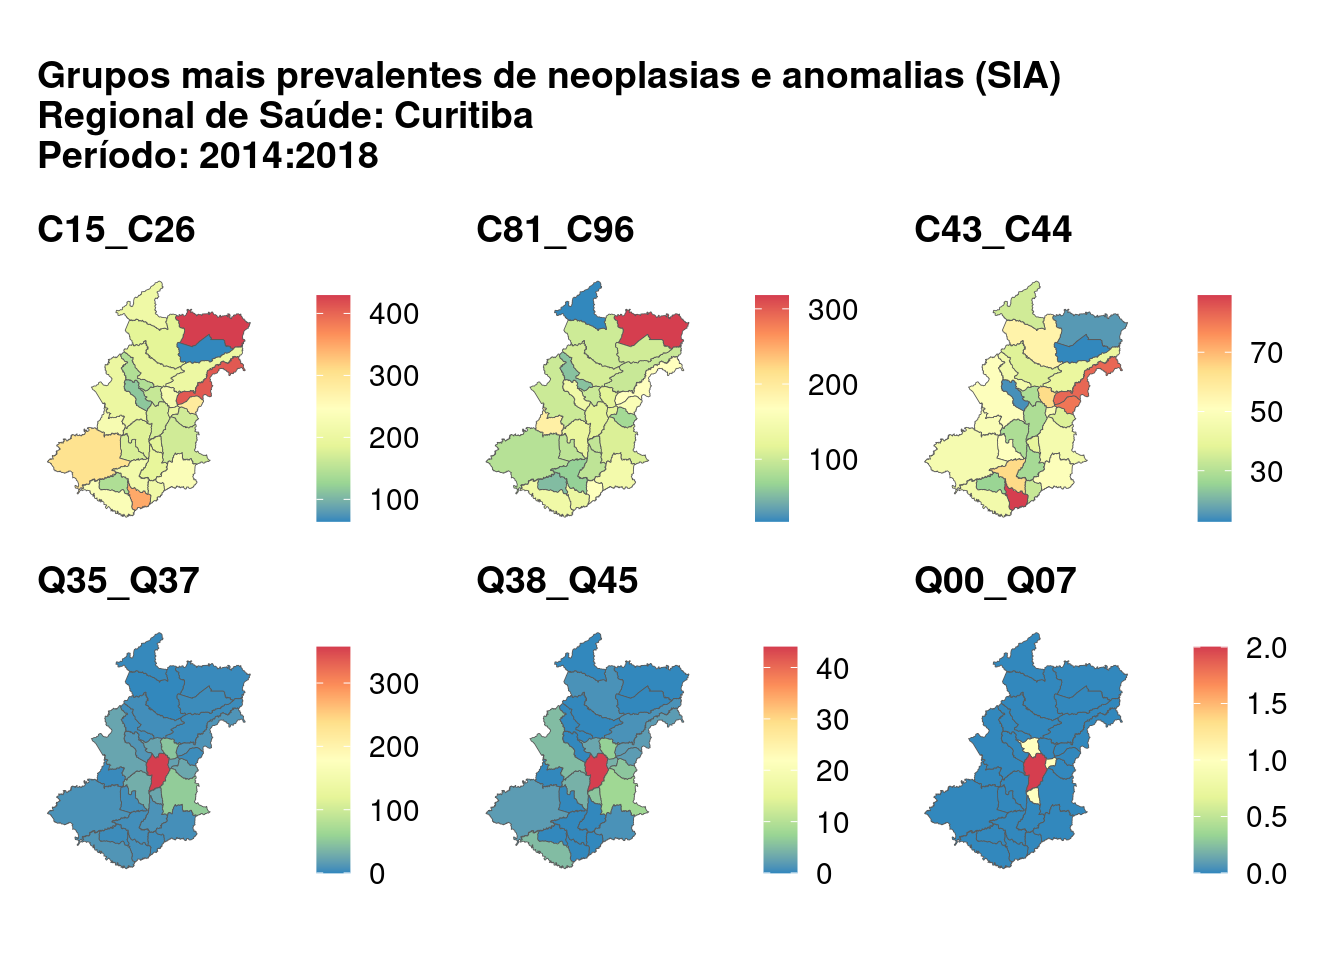 Grupos mais prevalentes de neoplasias e anomalias (SIA)
Regional de Saúde: Curitiba
Período: 2014:2018
C15_C26
400
300
200
100
C81_C96
300
200
100
C43_C44
70
50
30
Q35_Q37
300
200
100
0
Q38_Q45
40
30
20
10
0
Q00_Q07
2.0
1.5
1.0
0.5
0.0